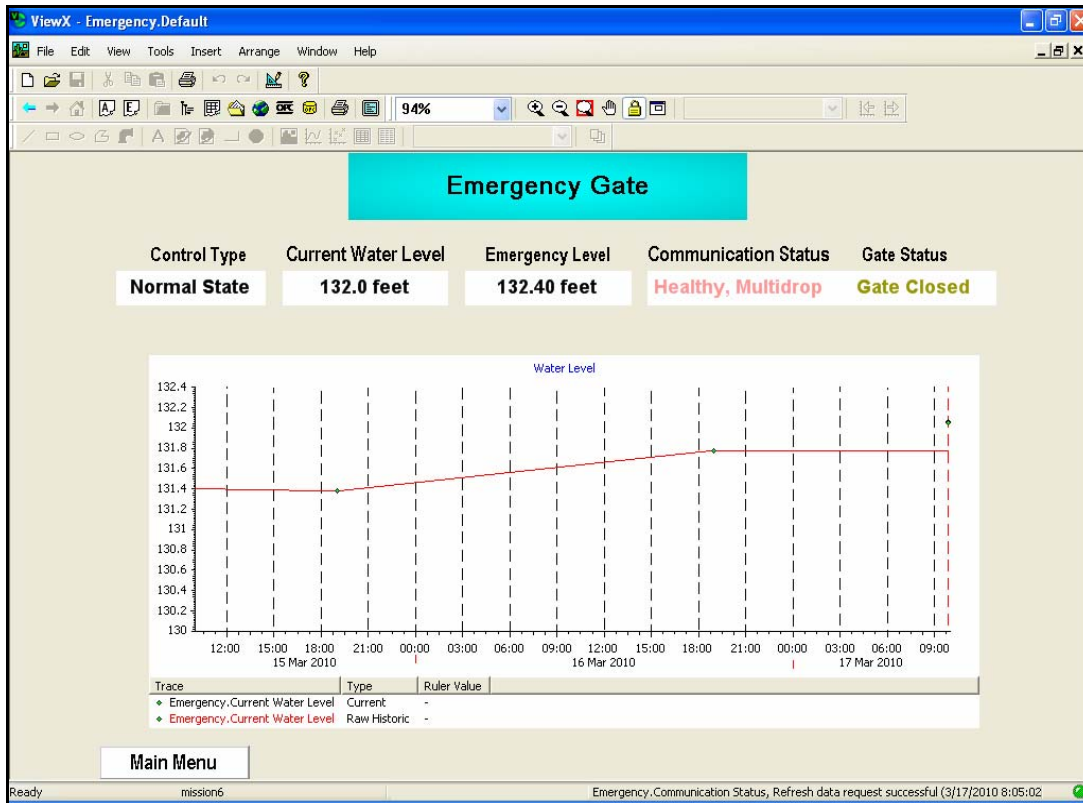 ViewX - Emergency.Default
File Edit View Tools Insert Arrange Window Help
94%
Emergency Gate
Control Type Current Water Level Emergency Level Communication Status Gate Status
Normal State 132.0 feet 132.40 feet Healthy, Multidrop Gate Closed
Water Level
132.4
132.2
132
131.8
131.6
131.4
131.2
131
130.8
130.6
130.4
130.2
130
12:00 15:00 18:00 21:00 00:00 03:00 06:00 09:00 12:00 15:00 18:00 21:00 00:00 03:00 06:00 09:00
15 Mar 2010 16 Mar 2010 17 Mar 2010
Trace Type Ruler Value
Emergency.Current Water Level Current -
Emergency.Current Water Level Raw Historic -
Main Menu
Ready mission6 Emergency.Communication Status, Refresh data request successful (3/17/2010 8:05:02